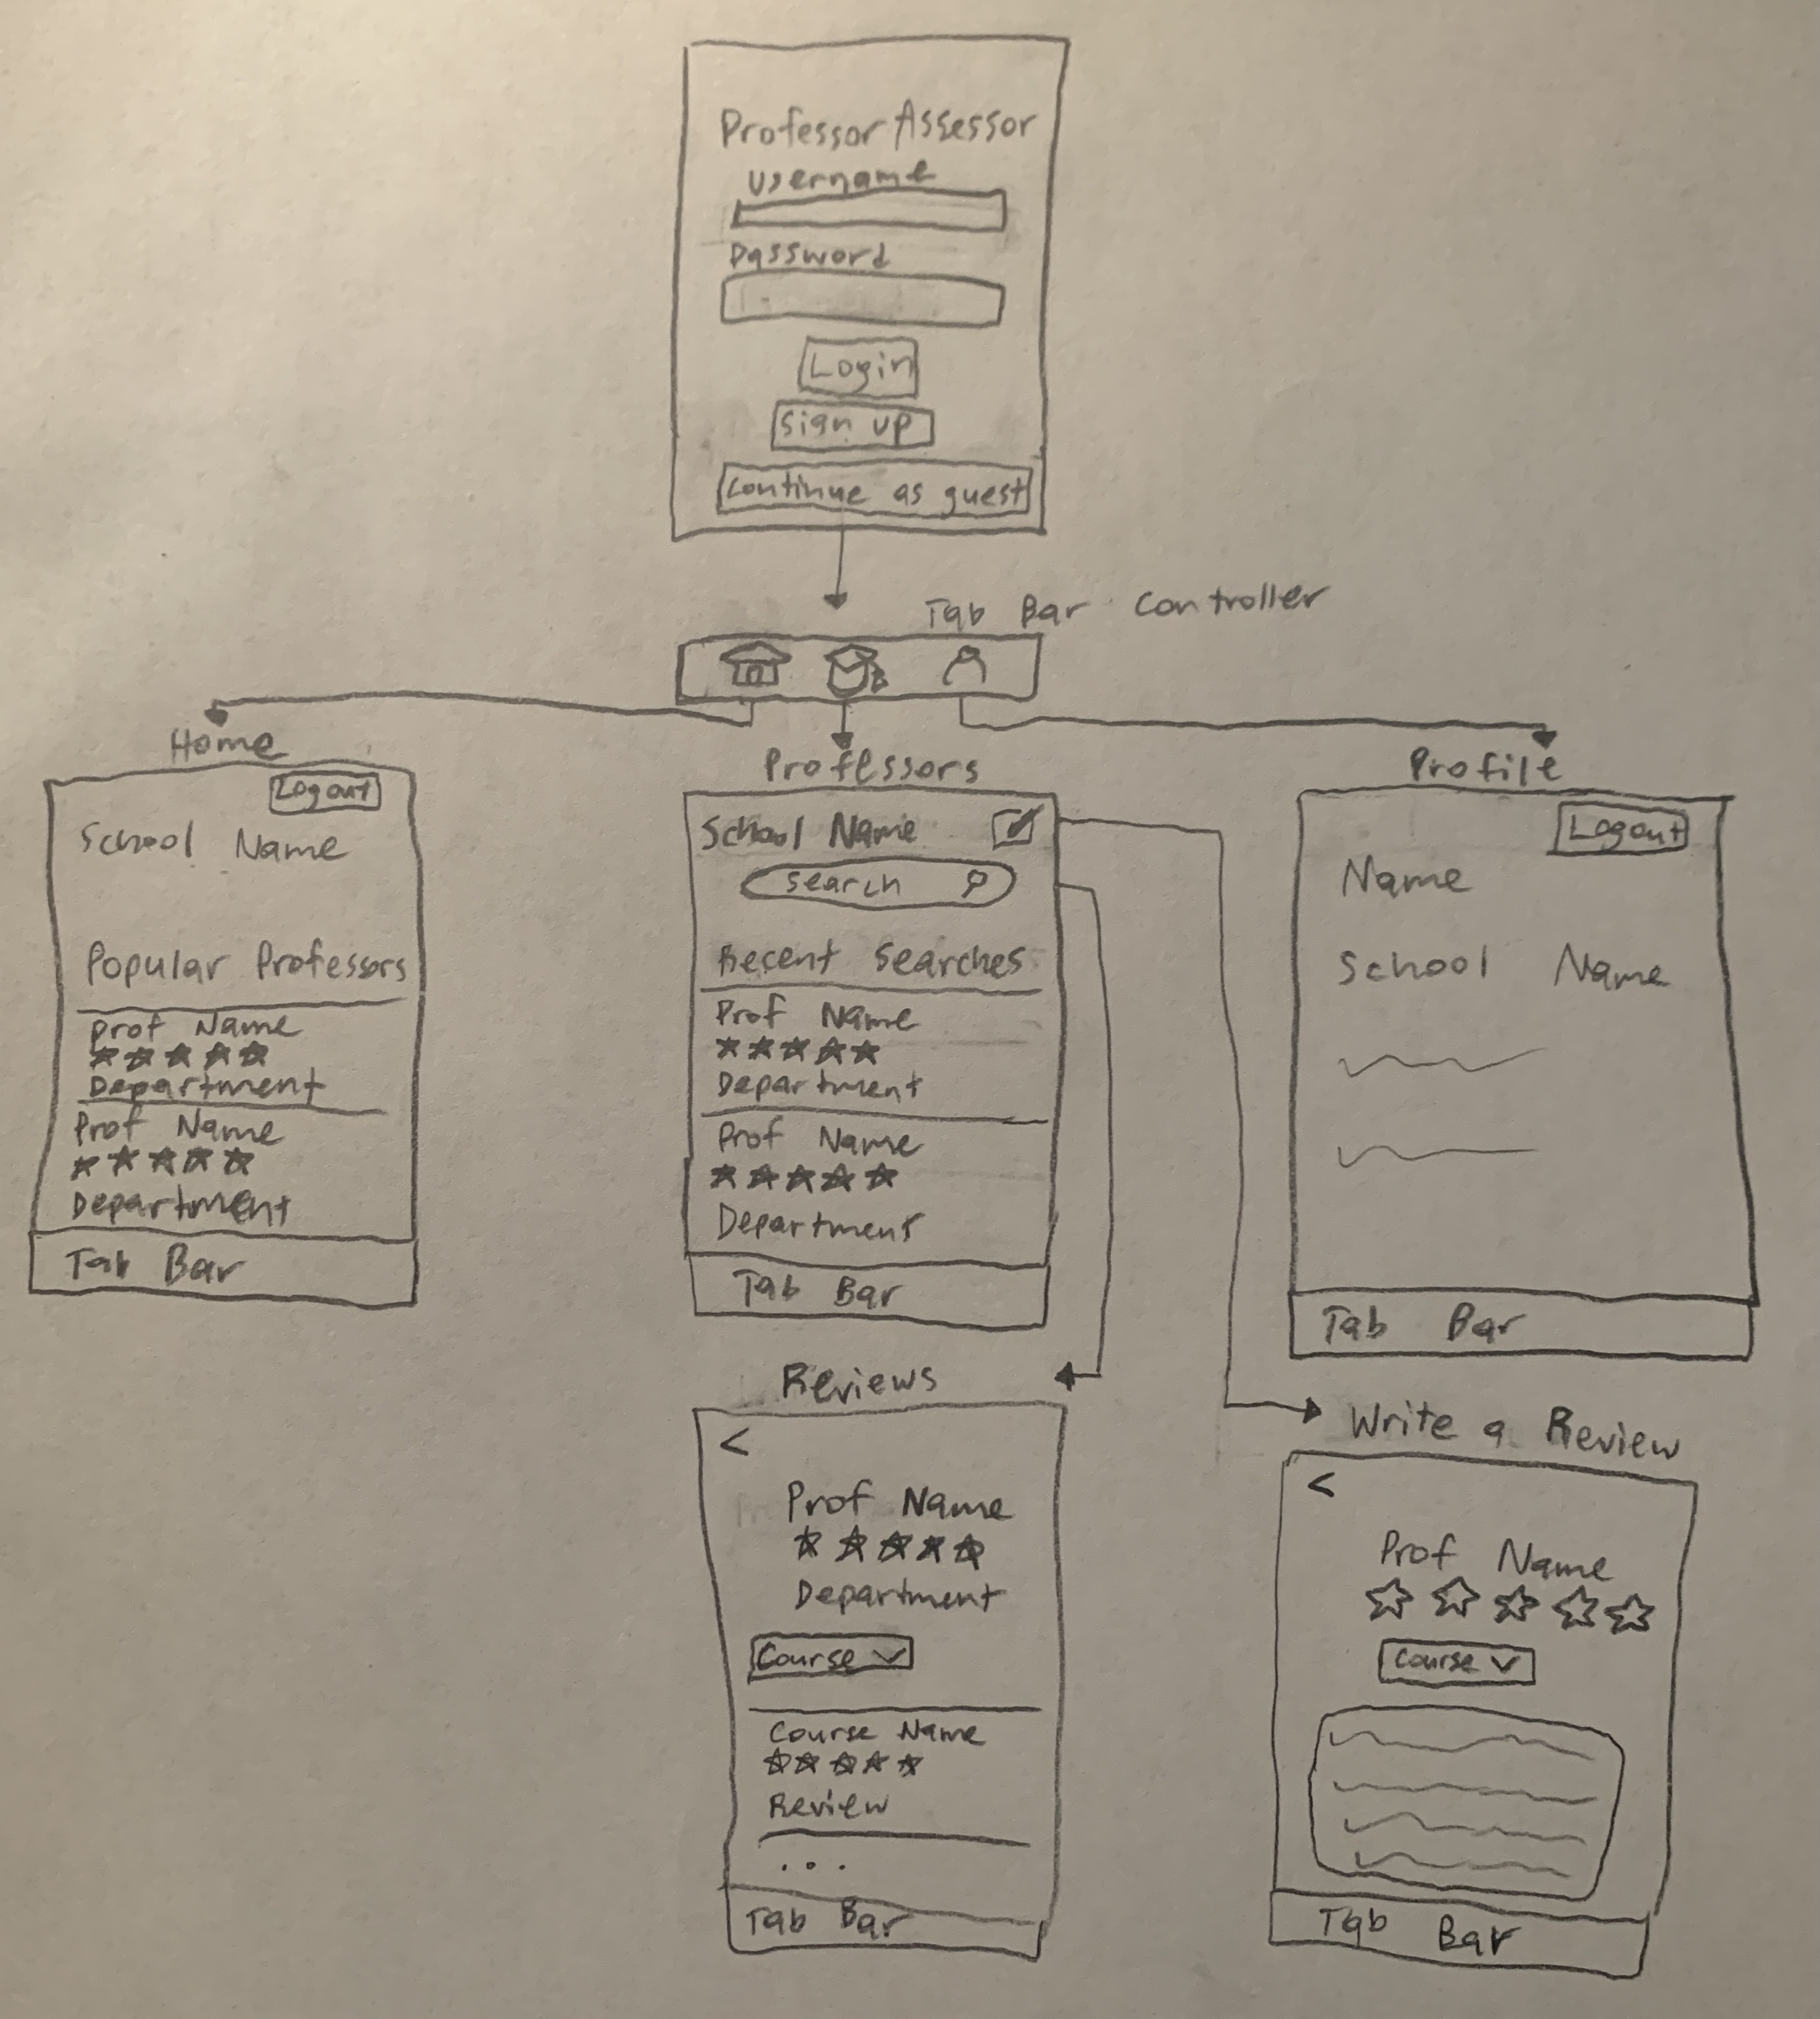 Professor Assessor
username
password
Login
sign up
continue as guest
Tab Bar Controller
Home
Logout
School Name
Popular Professors
Prof Name
Department
Prof Name
Department
Tab Bar
Professors
School Name
search
Recent Searches
Prof Name
Department
Prof Name
Department
Tab Bar
Profile
Logout
Name
School Name
Tab Bar
Reviews
<
Prof Name
Department
Course
Course Name
Review
...
Tab Bar
Write a Review
<
Prof Name
Course
Tab Bar